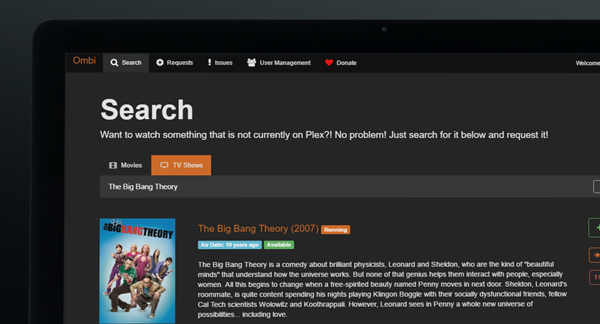 Ombi
Search
Requests
Issues
User Management
Donate
Welcome
Search
Want to watch something that is not currently on Plex?! No problem! Just search for it below and request it!
Movies
TV Shows
The Big Bang Theory
THE BIG BANG THEORY
The Big Bang Theory (2007) Running
Air Date: 10 years ago Available
The Big Bang Theory is a comedy about brilliant physicists, Leonard and Sheldon, who are the kind of "beautiful
minds" that understand how the universe works. But none of that genius helps them interact with people, especially
women. All this begins to change when a free-spirited beauty named Penny moves in next door. Sheldon, Leonard's
roommate, is quite content spending his nights playing Klingon Boggle with their socially dysfunctional friends, fellow
Cal Tech scientists Wolowitz and Koothrappali. However, Leonard sees in Penny a whole new universe of
possibilities... including love.